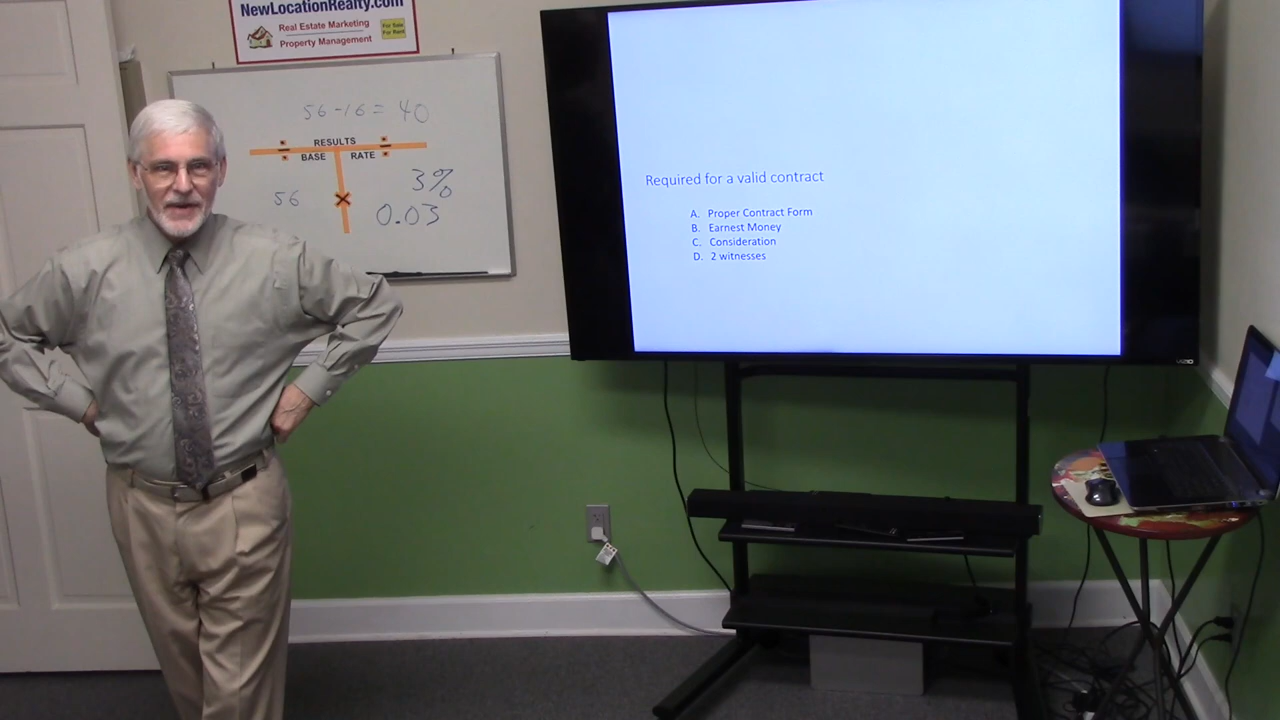 NewLocationRealty.com
Real Estate Marketing
Property Management
For Sale
For Rent
56-16= 40
RESULTS
BASE RATE
56
3%
0.03
Required for a valid contract
A. Proper Contract Form
B. Earnest Money
C. Consideration
D. 2 witnesses
VIZIO